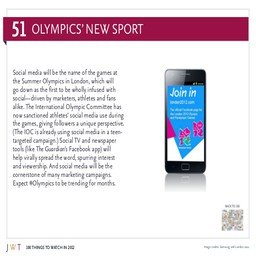 51 OLYMPICS' NEW SPORT
Social media will be the name of the games at
the Summer Olympics in London, which will
go down as the first to be wholly infused with
social—driven by marketers, athletes and fans
alike. The International Olympic Committee has
now sanctioned athletes' social media use during
the games, giving followers a unique perspective.
(The IOC is already using social media in a teen-
targeted campaign.) Social TV and newspaper
tools (like The Guardian's Facebook app) will
help virally spread the word, spurring interest
and viewership. And social media will be the
cornerstone of many marketing campaigns.
Expect #Olympics to be trending for months.
Join in
london2012.com
JWT 100 THINGS TO WATCH IN 2012